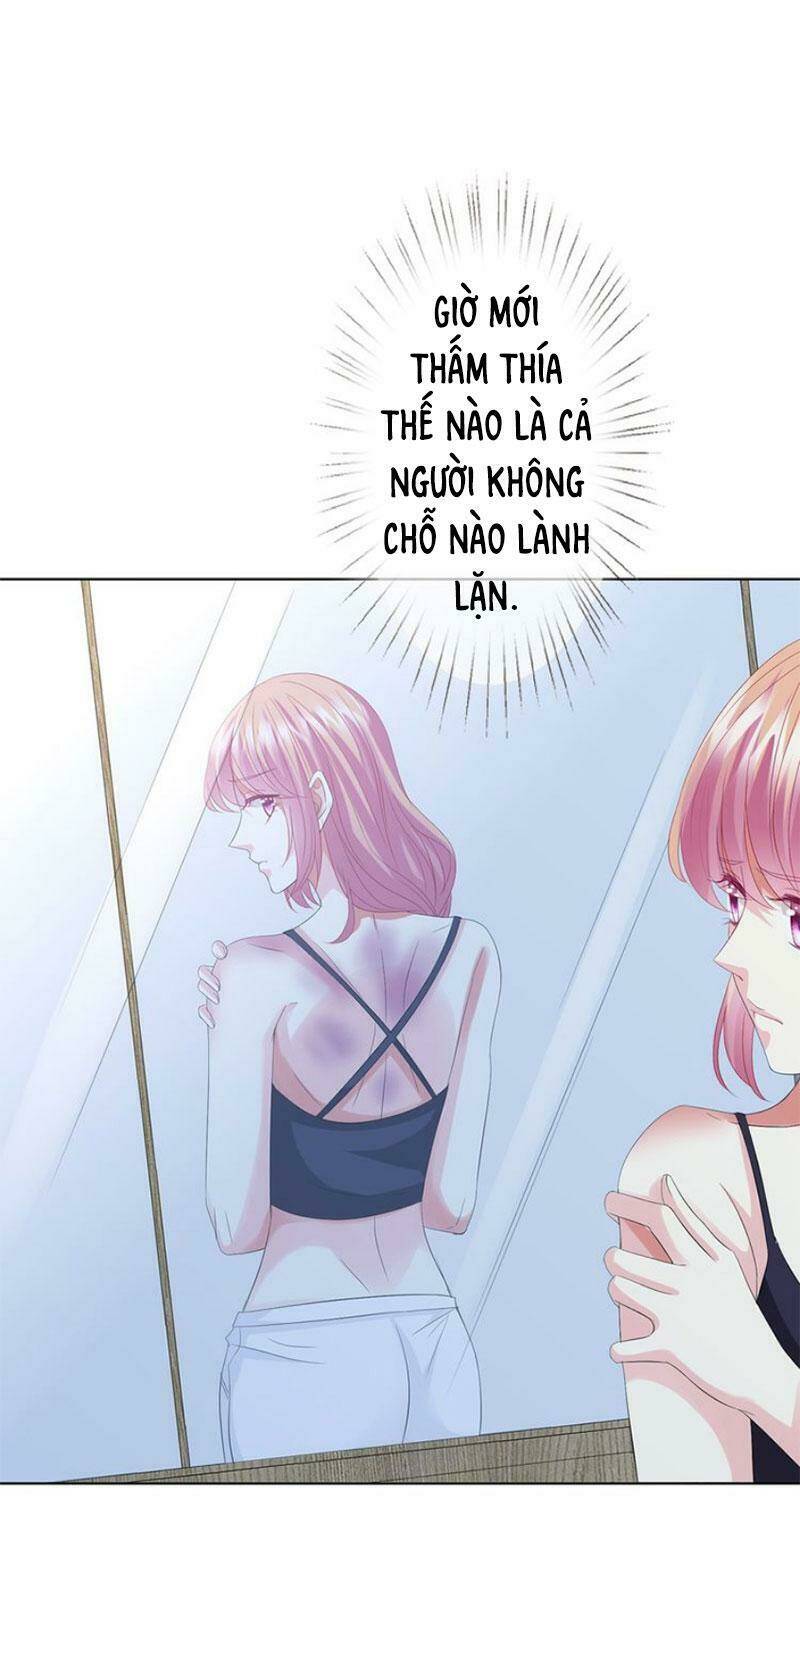 GIỜ MỚI
THẤM THÍA
THẾ NÀO LÀ CẢ
NGƯỜI KHÔNG
CHỖ NÀO LÀNH
LẶN.